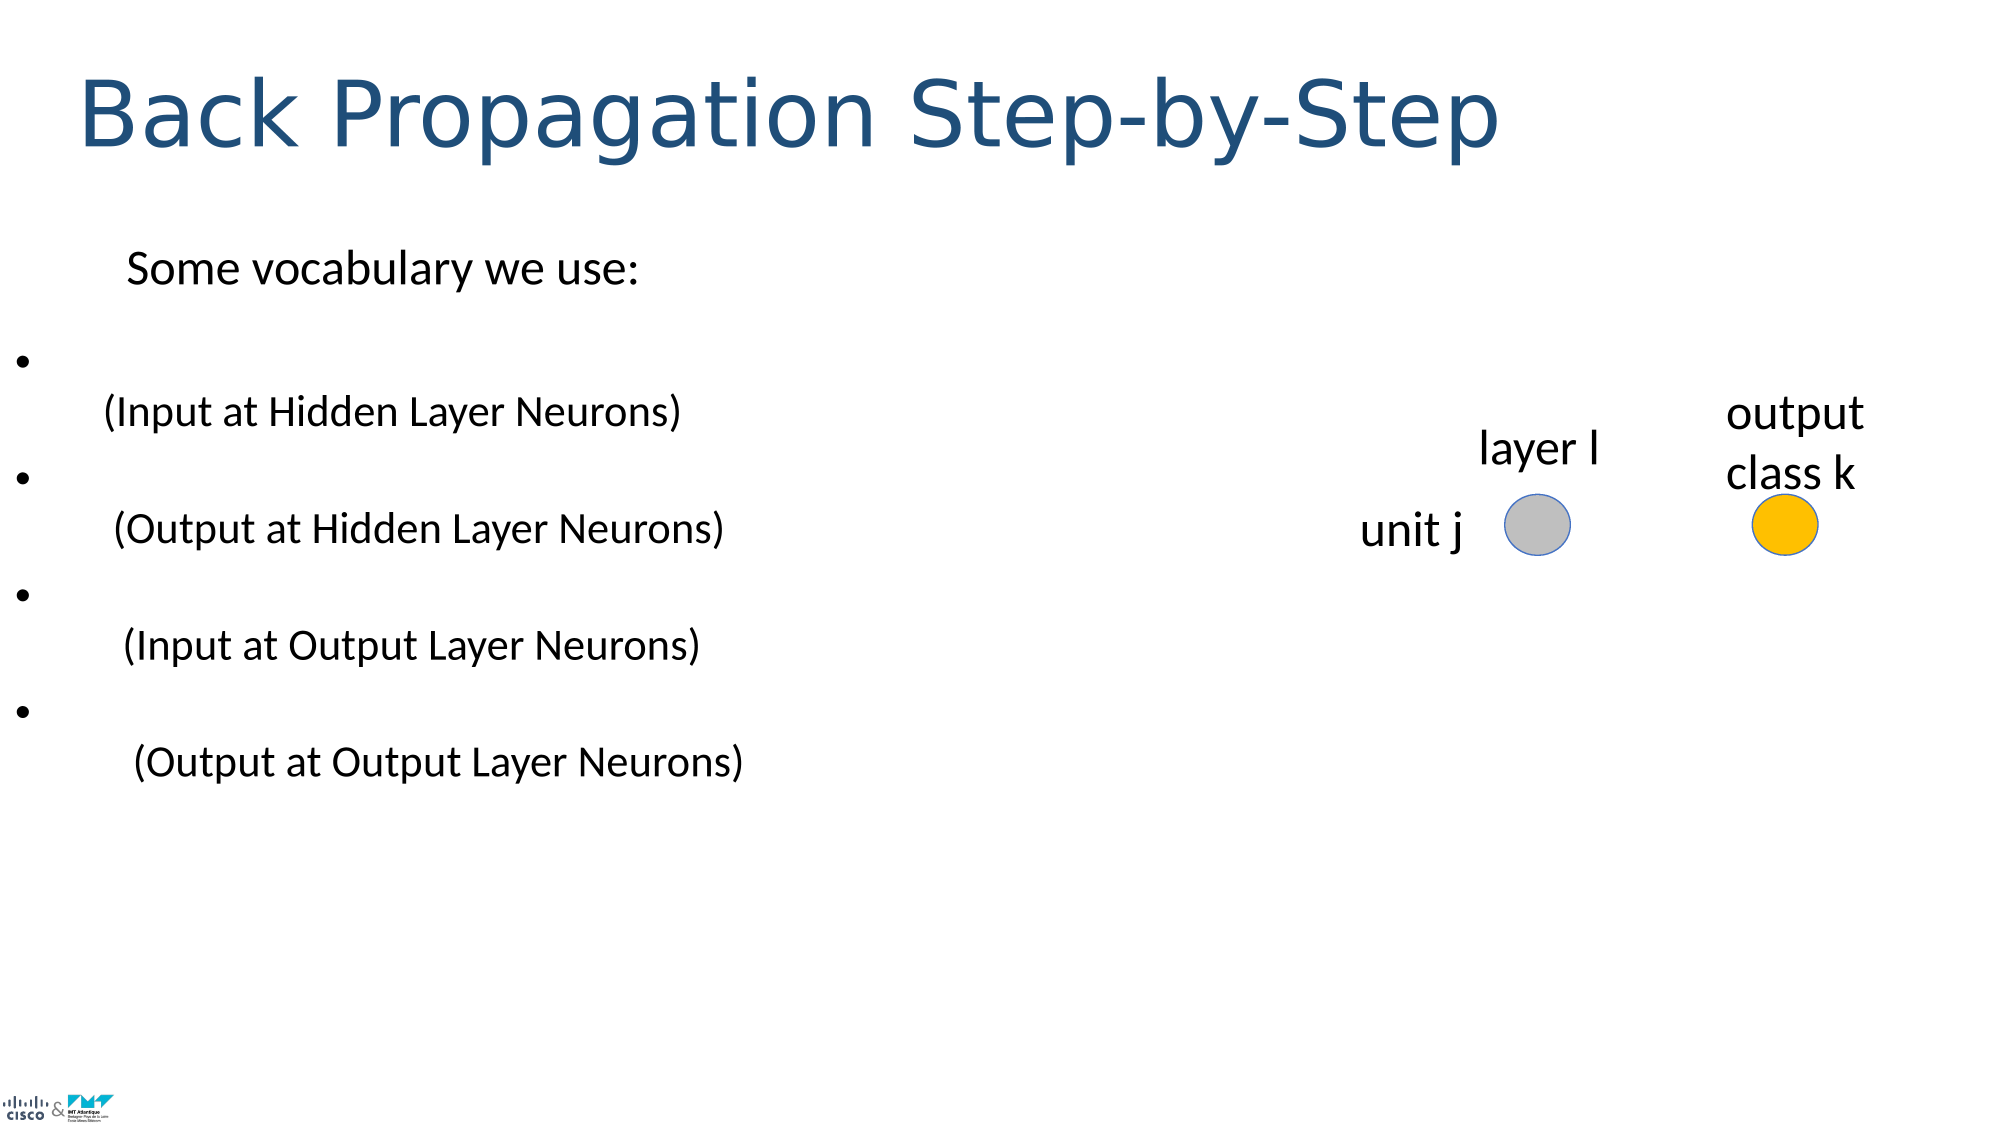 Back Propagation Step-by-Step
Some vocabulary we use:
•
(Input at Hidden Layer Neurons)
•
(Output at Hidden Layer Neurons)
•
(Input at Output Layer Neurons)
•
(Output at Output Layer Neurons)
layer l
unit j
output
class k
CISCO & IMT Atlantique